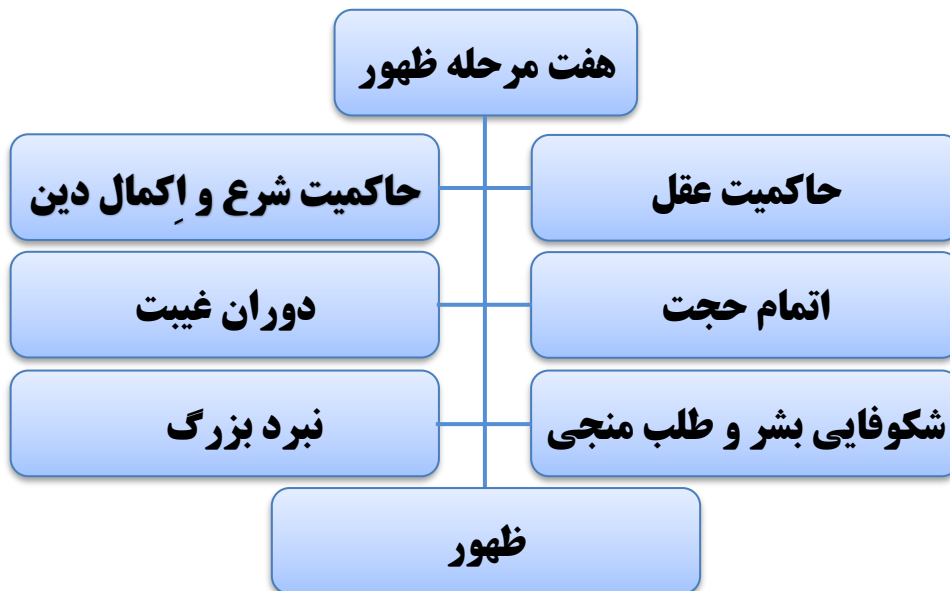 هفت مرحله ظهور
حاکمیت عقل
حاکمیت شرع و اِکمال دین
اتمام حجت
دوران غیبت
شکوفایی بشر و طلب منجی
نبرد بزرگ
ظهور